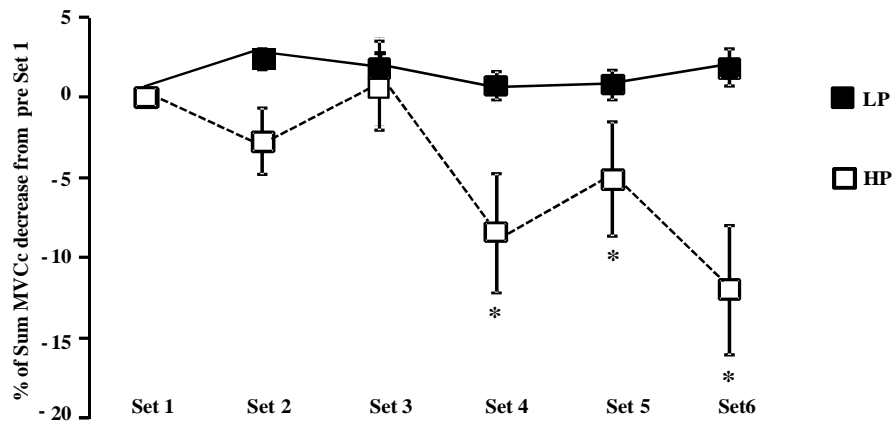 % of Sum MVCc decrease from pre Set 1
5
0
-5
-10
-15
-20
Set 1 Set 2 Set 3 Set 4 Set 5 Set6
*
*
*
LP
HP